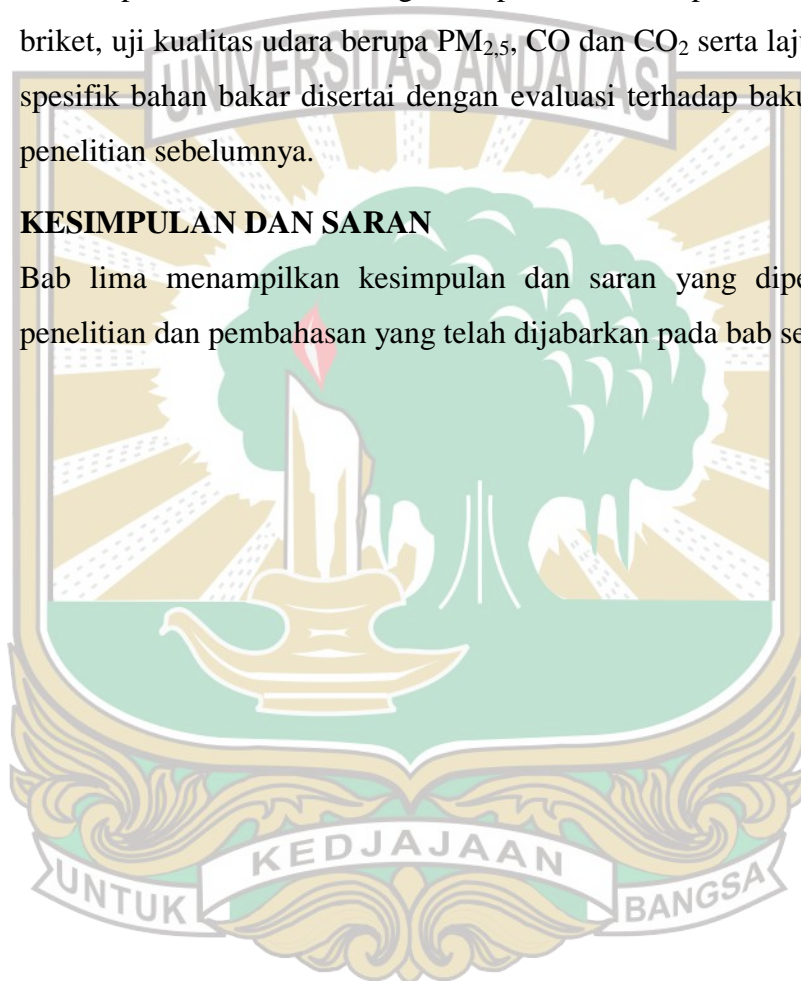 briket, uji kualitas udara berupa PM₂,₅, CO dan CO₂ serta laju
spesifik bahan bakar disertai dengan evaluasi terhadap baku
penelitian sebelumnya.
KESIMPULAN DAN SARAN
Bab lima menampilkan kesimpulan dan saran yang dipe
penelitian dan pembahasan yang telah dijabarkan pada bab se
UNIVERSITAS ANDALAS
UNTUK KEDJAJAAN BANGSA